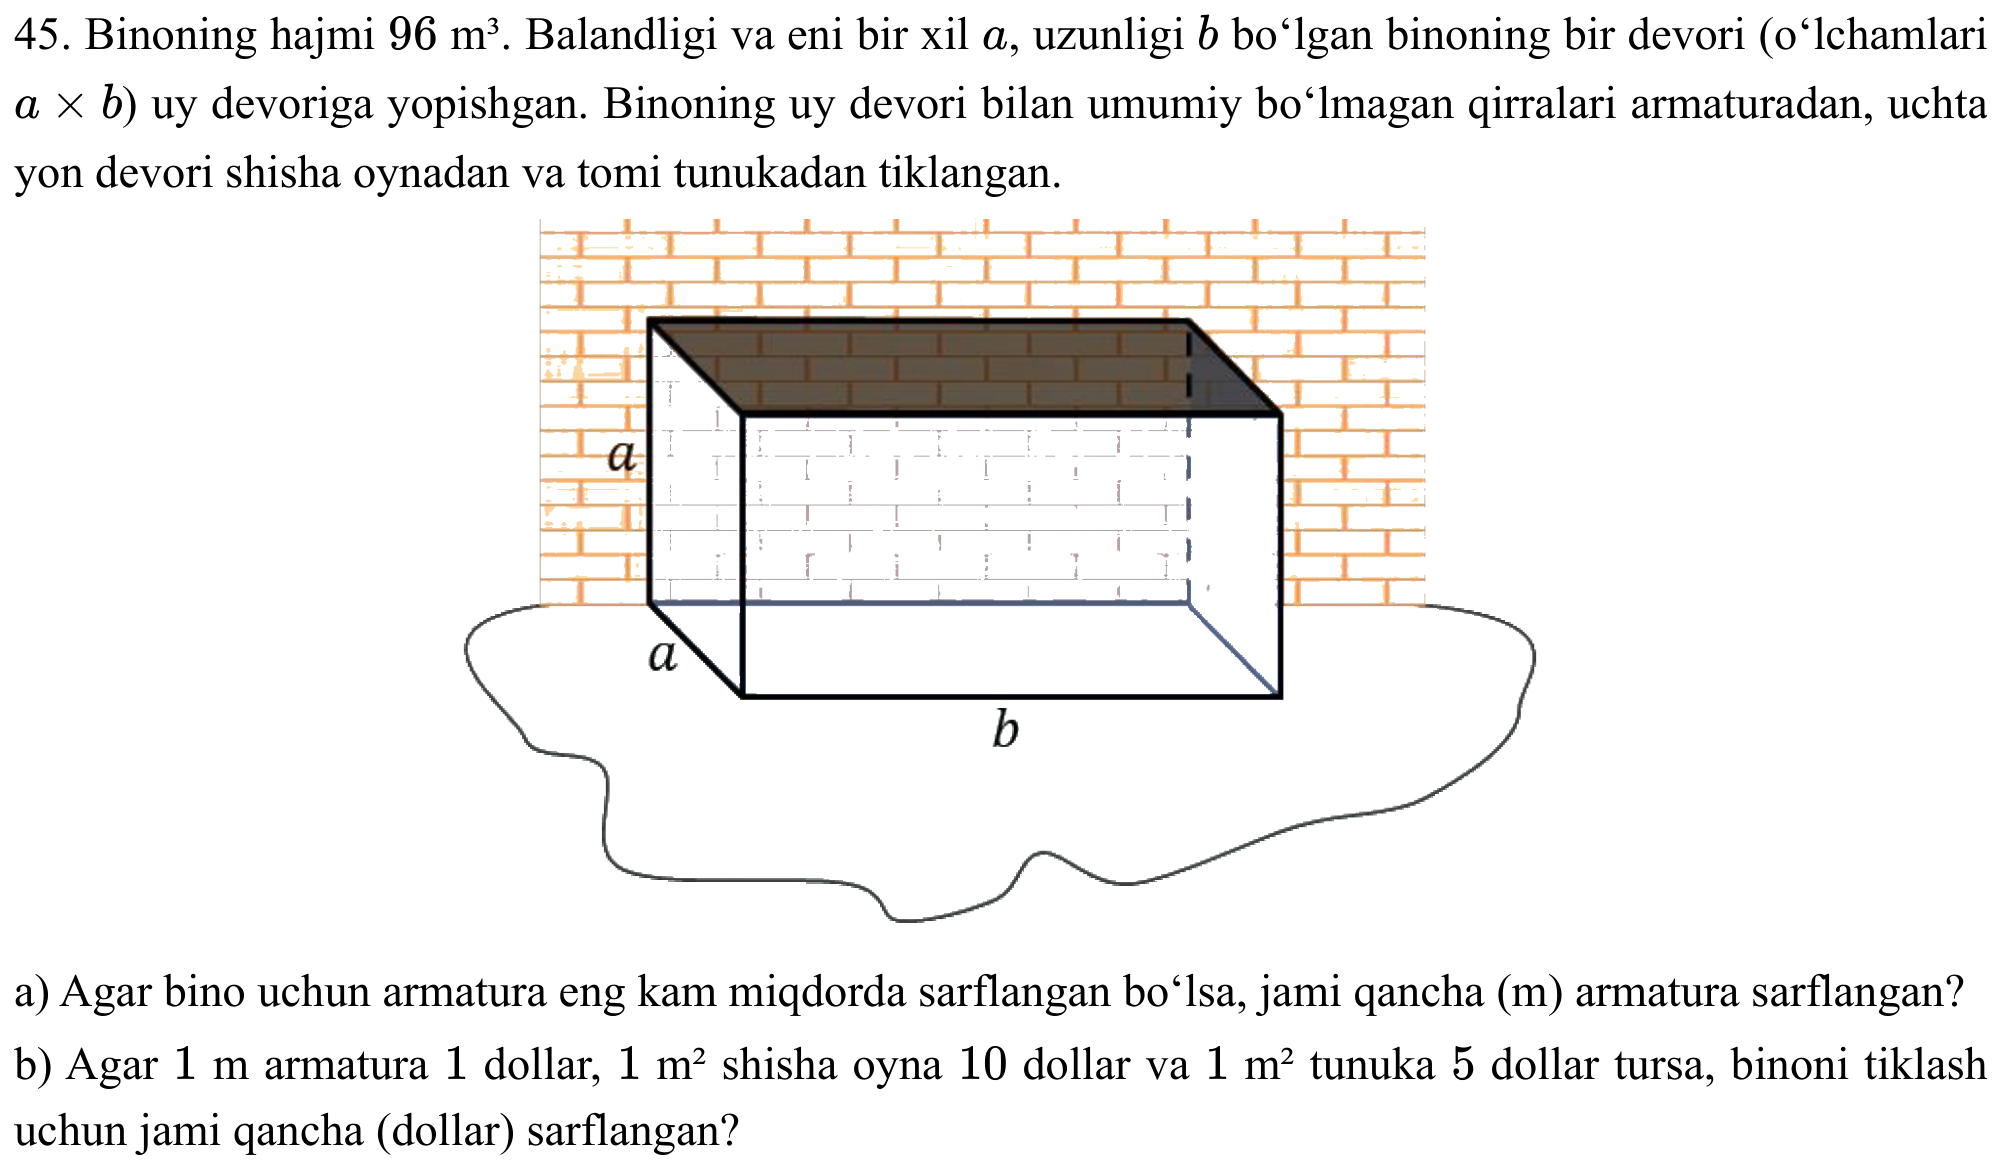 45. Binoning hajmi 96 m³. Balandligi va eni bir xil a, uzunligi b bo‘lgan binoning bir devori (o‘lchamlari
a × b) uy devoriga yopishgan. Binoning uy devori bilan umumiy bo‘lmagan qirralari armaturadan, uchta
yon devori shisha oynadan va tomi tunukadan tiklangan.
a
a
b
a) Agar bino uchun armatura eng kam miqdorda sarflangan bo‘lsa, jami qancha (m) armatura sarflangan?
b) Agar 1 m armatura 1 dollar, 1 m² shisha oyna 10 dollar va 1 m² tunuka 5 dollar tursa, binoni tiklash
uchun jami qancha (dollar) sarflangan?